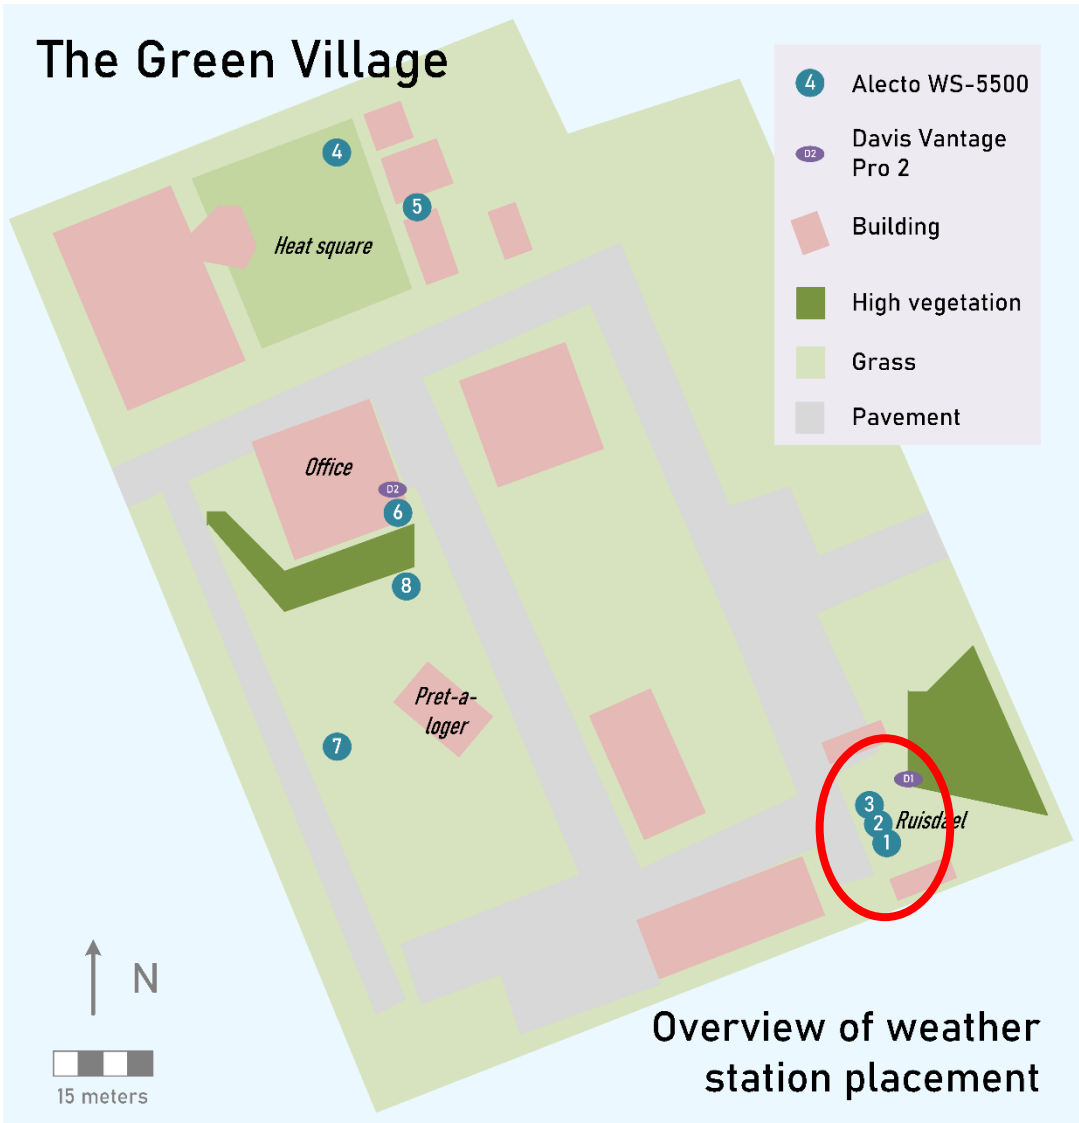 The Green Village
4 Alecto WS-5500
D2 Davis Vantage
Pro 2
Building
High vegetation
Grass
Pavement
4
5
Heat square
Office
D2
6
8
Pret-a-
loger
7
D1
3
2
1
Ruisdael
N
15 meters
Overview of weather
station placement